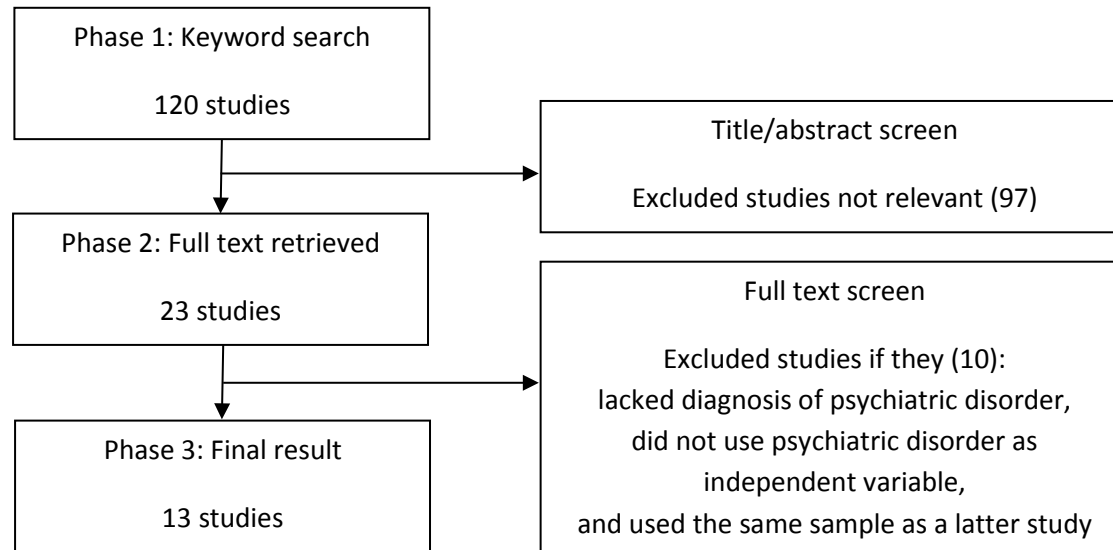 Phase 1: Keyword search
120 studies
Title/abstract screen
Excluded studies not relevant (97)
Phase 2: Full text retrieved
23 studies
Full text screen
Excluded studies if they (10):
lacked diagnosis of psychiatric disorder,
did not use psychiatric disorder as
independent variable,
and used the same sample as a latter study
Phase 3: Final result
13 studies